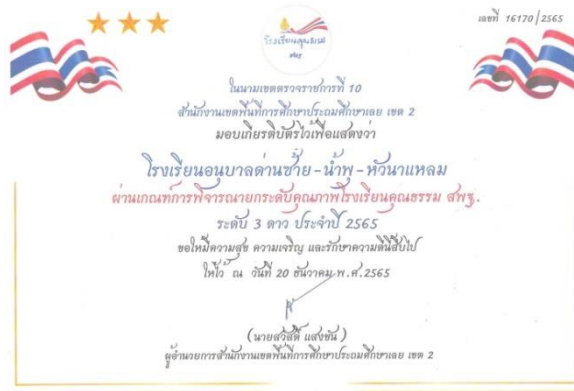 เลขที่ 16170/2565
โรงเรียนคุณธรรม
สพฐ.
ในนามเขตตรวจราชการที่ 10
สำนักงานเขตพื้นที่การศึกษาประถมศึกษาเลย เขต 2
มอบเกียรติบัตรไว้เพื่อแสดงว่า
โรงเรียนอนุบาลด่านซ้าย-น้ำพุ-หัวนาแหลม
ผ่านเกณฑ์การพิจารณายกระดับคุณภาพโรงเรียนคุณธรรม สพฐ.
ระดับ 3 ดาว ประจำปี 2565
ขอให้มีความสุข ความเจริญ และรักษาความดีนี้สืบไป
ให้ไว้ ณ วันที่ 20 ธันวาคม พ.ศ.2565
(นายสวัสดิ์ แสงขัน)
ผู้อำนวยการสำนักงานเขตพื้นที่การศึกษาประถมศึกษาเลย เขต 2